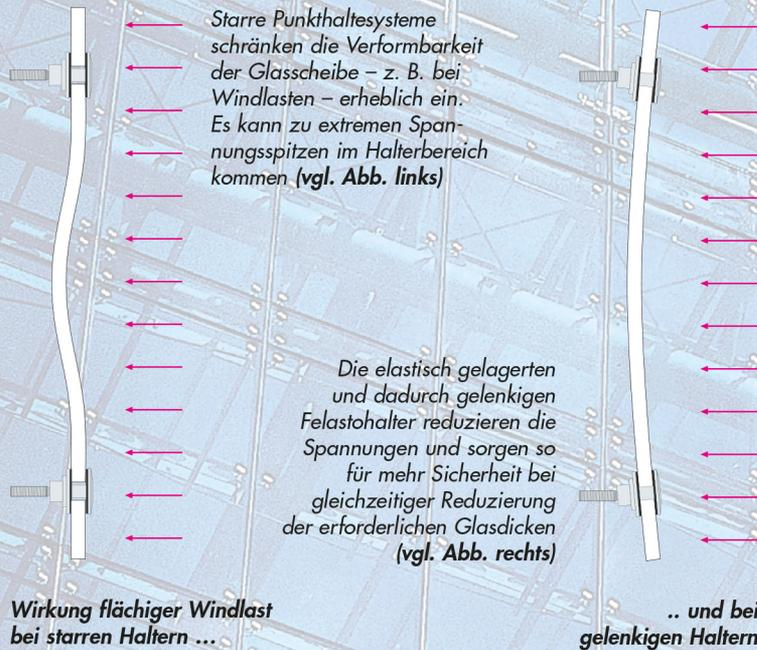 Starre Punkthaltesysteme
schränken die Verformbarkeit
der Glasscheibe – z. B. bei
Windlasten – erheblich ein.
Es kann zu extremen Span-
nungsspitzen im Halterbereich
kommen (vgl. Abb. links)
Die elastisch gelagerten
und dadurch gelenkigen
Felastohalter reduzieren die
Spannungen und sorgen so
für mehr Sicherheit bei
gleichzeitiger Reduzierung
der erforderlichen Glasdicken
(vgl. Abb. rechts)
Wirkung flächiger Windlast
bei starren Haltern ...
.. und bei
gelenkigen Haltern